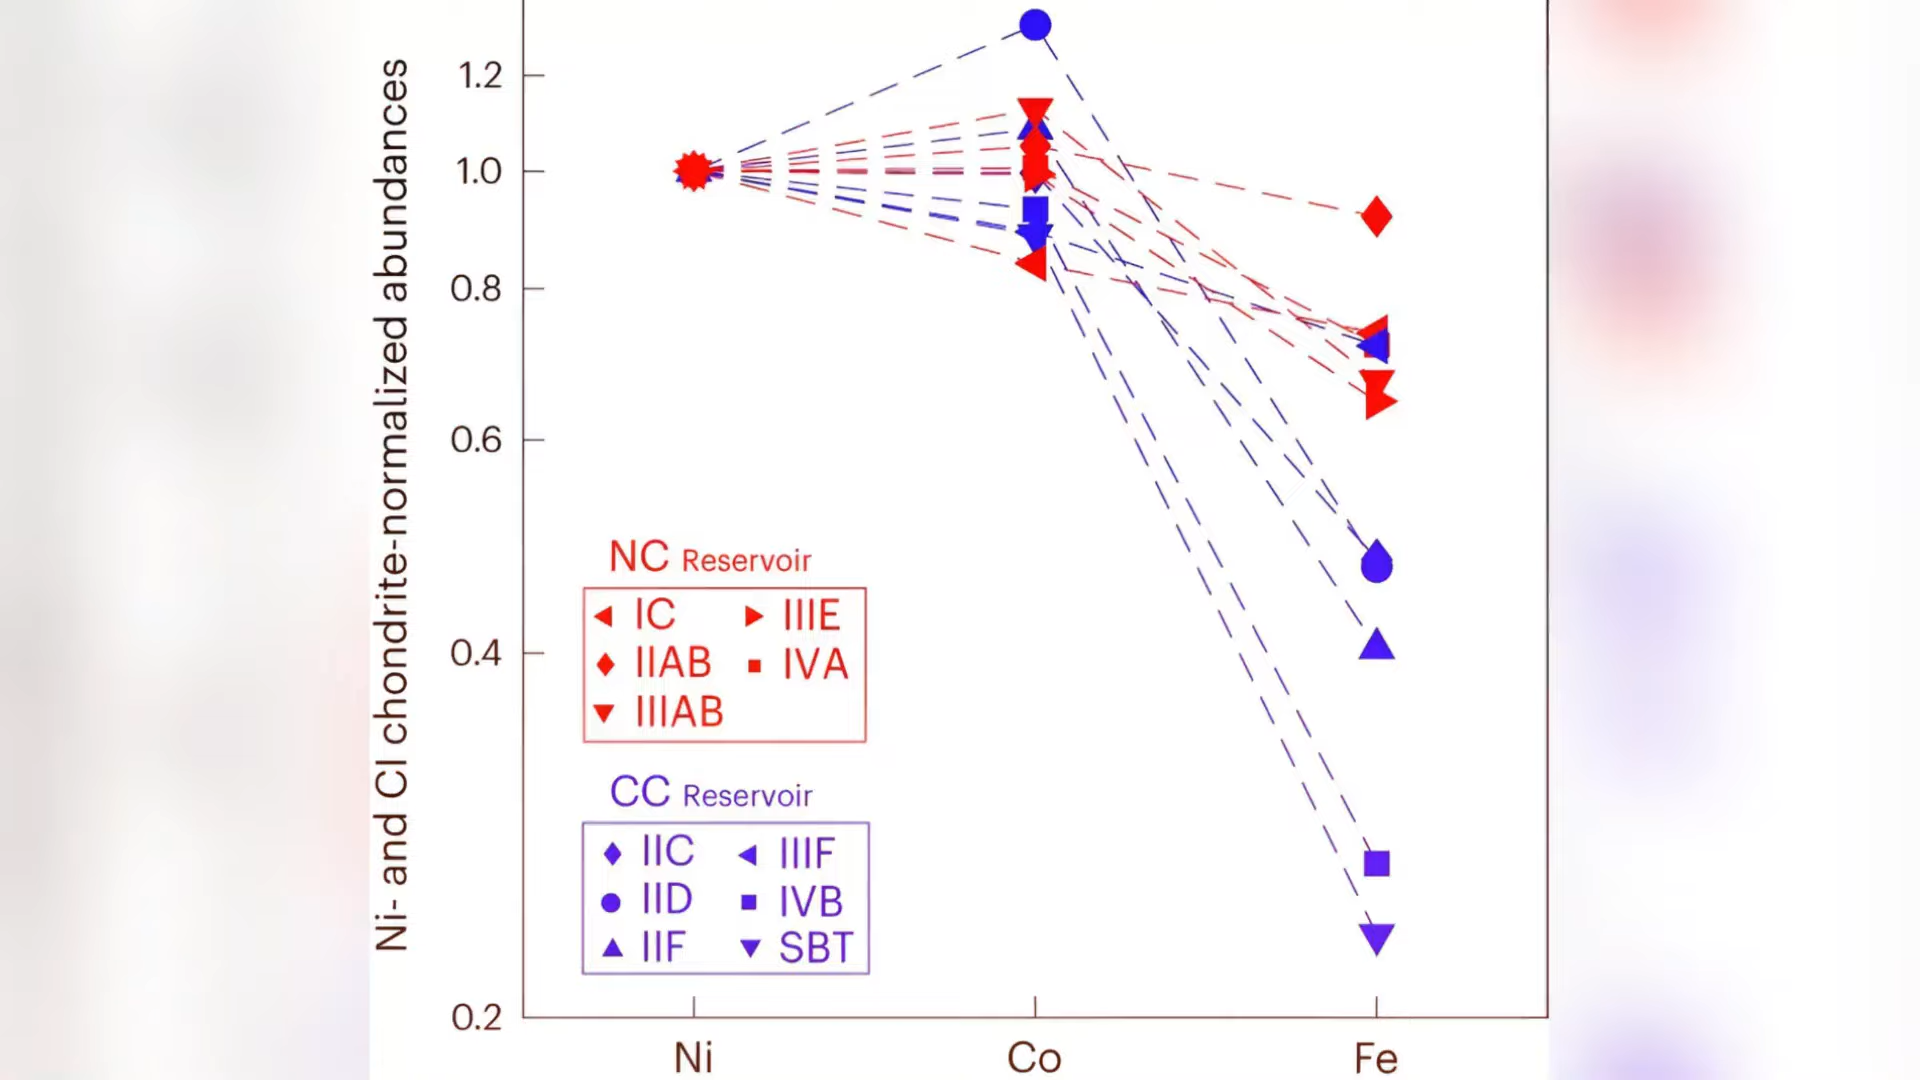 Ni- and CI chondrite-normalized abundances
1.2
1.0
0.8
0.6
0.4
0.2
NC Reservoir
IC IIIE
IIAB IVA
IIIAB
CC Reservoir
IIC IIIF
IID IVB
IIF SBT
Ni Co Fe